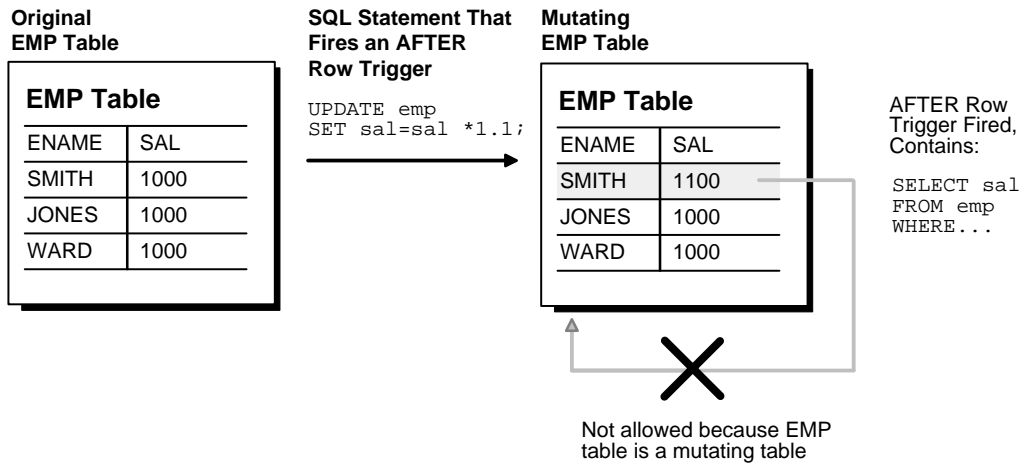 Original
EMP Table
SQL Statement That
Fires an AFTER
Row Trigger
Mutating
EMP Table
EMP Table
ENAME SAL
SMITH 1000
JONES 1000
WARD 1000
UPDATE emp
SET sal=sal *1.1;
EMP Table
ENAME SAL
SMITH 1100
JONES 1000
WARD 1000
AFTER Row
Trigger Fired,
Contains:
SELECT sal
FROM emp
WHERE...
Not allowed because EMP
table is a mutating table